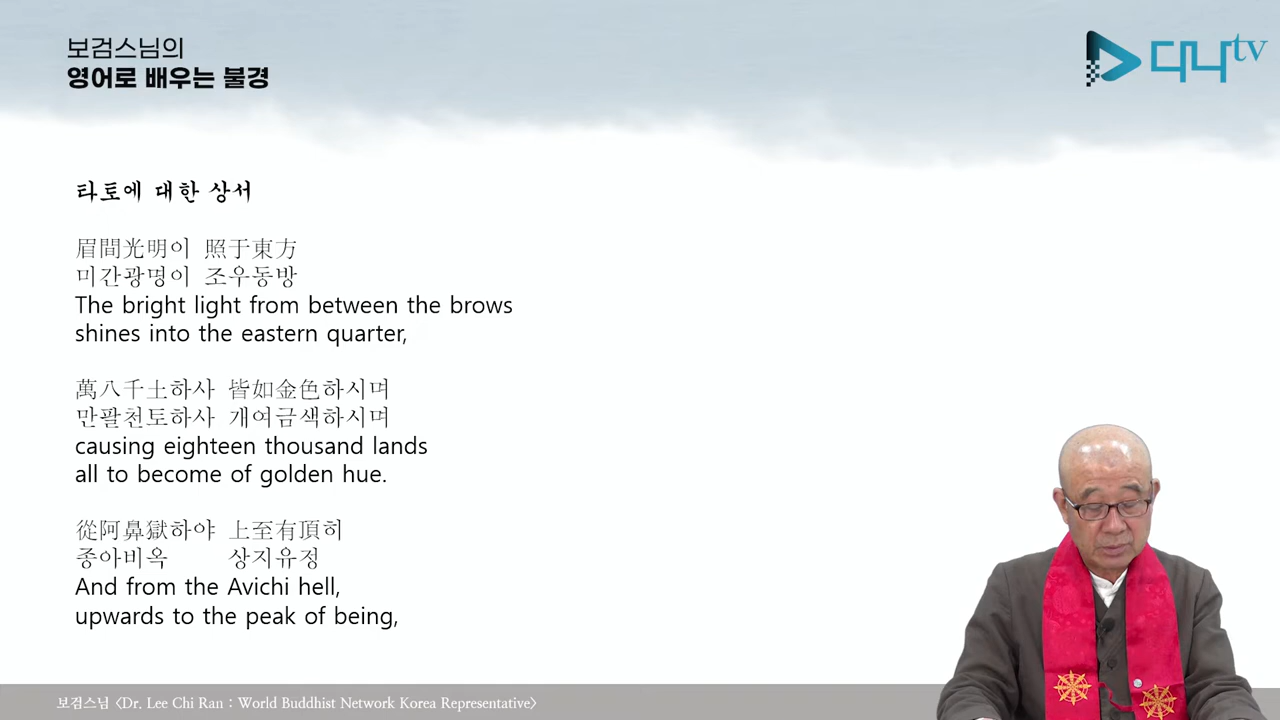 보검스님의
영어로 배우는 불경
다나tv
타토에 대한 상서
眉間光明이 照于東方
미간광명이 조우동방
The bright light from between the brows
shines into the eastern quarter,
萬八千土하사 皆如金色하시며
만팔천토하사 개여금색하시며
causing eighteen thousand lands
all to become of golden hue.
從阿鼻獄하야 上至有頂히
종아비옥 상지유정
And from the Avichi hell,
upwards to the peak of being,
보검스님 <Dr. Lee Chi Ran : World Buddhist Network Korea Representative>